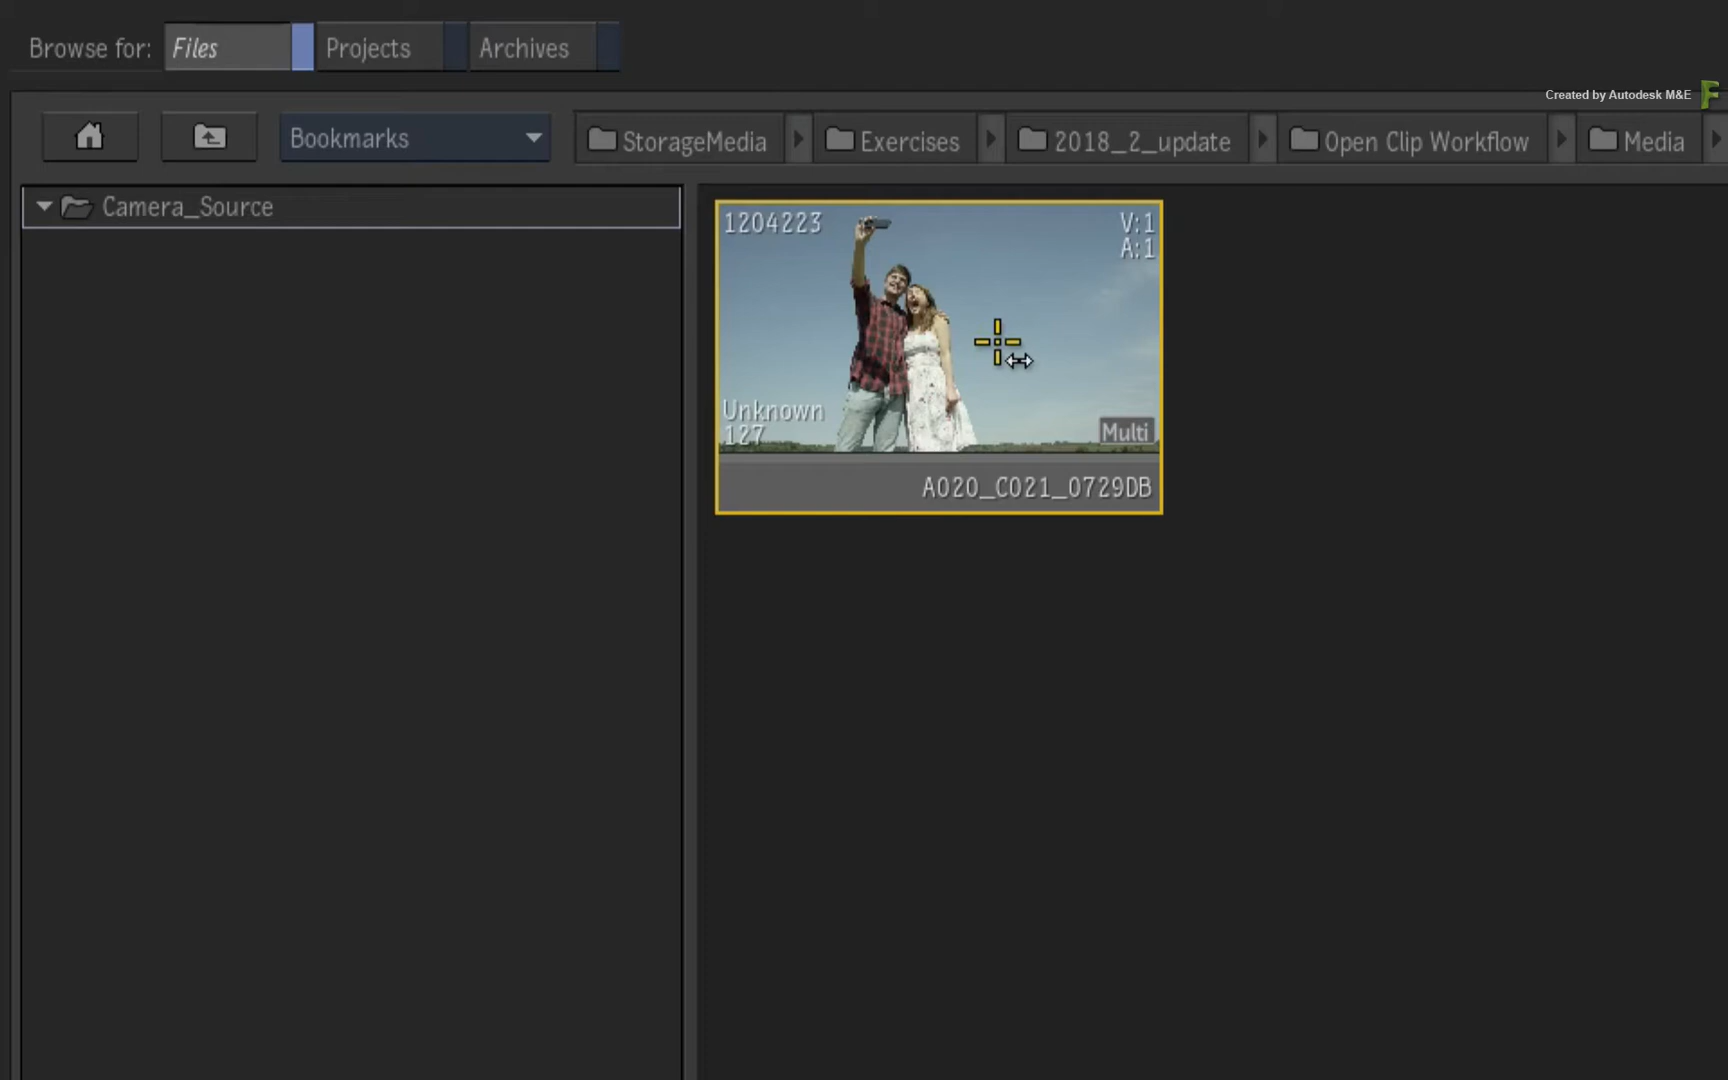 Browse for: Files Projects Archives
Created by Autodesk M&E
Bookmarks StorageMedia Exercises 2018_2_update Open Clip Workflow Media
Camera_Source
1204223 V:1
A:1
Unknown
127 Multi
A020_C021_0729DB